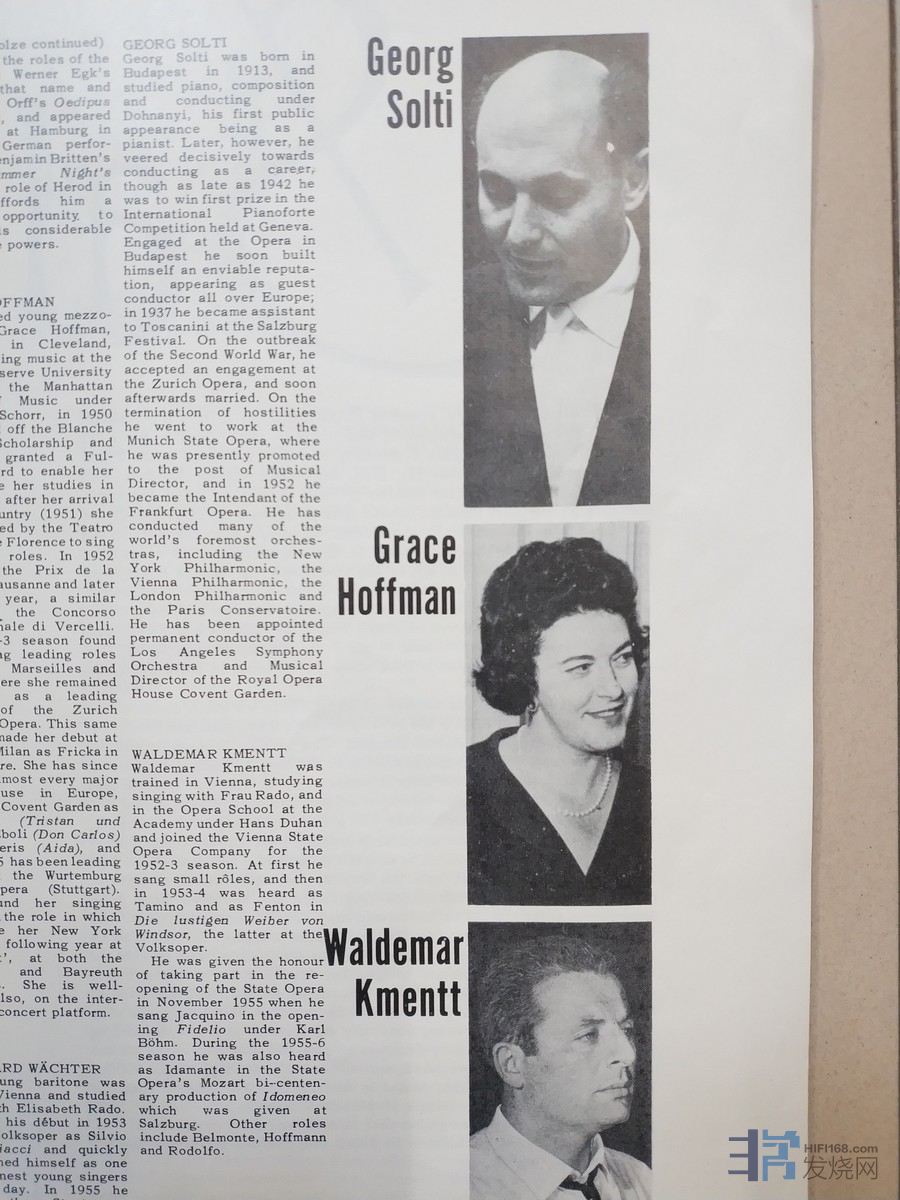 olze continued)
the roles of the
Werner Egk's
that name and
Orff's Oedipus
, and appeared
at Hamburg in
German perfor-
enjamin Britten's
mmer Night's
role of Herod in
ffords him a
opportunity to
s considerable
powers.
OFFMAN
ed young mezzo-
Grace Hoffman,
in Cleveland,
ing music at the
serve University
the Manhattan
Music under
Schorr, in 1950
off the Blanche
Scholarship and
granted a Ful-
rd to enable her
e her studies in
after her arrival
untry (1951) she
ed by the Teatro
Florence to sing
roles. In 1952
the Prix de la
ausanne and later
year, a similar
the Concorso
nale di Vercelli.
-3 season found
ng leading roles
Marseilles and
ere she remained
as a leading
of the Zurich
Opera. This same
made her debut at
Milan as Fricka in
re. She has since
most every major
use in Europe,
Covent Garden as
(Tristan und
boli (Don Carlos)
eris (Aida), and
5 has been leading
the Wurtemburg
pera (Stuttgart).
und her singing
the role in which
e her New York
following year at
', at both the
and Bayreuth
. She is well-
lso, on the inter-
concert platform.
RD WÄCHTER
ung baritone was
Vienna and studied
th Elisabeth Rado.
his début in 1953
olksoper as Silvio
iacci and quickly
ned himself as one
nest young singers
day. In 1955 he
GEORG SOLTI
Georg Solti was born in
Budapest in 1913, and
studied piano, composition
and conducting under
Dohnanyi, his first public
appearance being as a
pianist. Later, however, he
veered decisively towards
conducting as a career,
though as late as 1942 he
was to win first prize in the
International Pianoforte
Competition held at Geneva.
Engaged at the Opera in
Budapest he soon built
himself an enviable reputa-
tion, appearing as guest
conductor all over Europe;
in 1937 he became assistant
to Toscanini at the Salzburg
Festival. On the outbreak
of the Second World War, he
accepted an engagement at
the Zurich Opera, and soon
afterwards married. On the
termination of hostilities
he went to work at the
Munich State Opera, where
he was presently promoted
to the post of Musical
Director, and in 1952 he
became the Intendant of the
Frankfurt Opera. He has
conducted many of the
world's foremost orches-
tras, including the New
York Philharmonic, the
Vienna Philharmonic, the
London Philharmonic and
the Paris Conservatoire.
He has been appointed
permanent conductor of the
Los Angeles Symphony
Orchestra and Musical
Director of the Royal Opera
House Covent Garden.
WALDEMAR KMENTT
Waldemar Kmentt was
trained in Vienna, studying
singing with Frau Rado, and
in the Opera School at the
Academy under Hans Duhan
and joined the Vienna State
Opera Company for the
1952-3 season. At first he
sang small rôles, and then
in 1953-4 was heard as
Tamino and as Fenton in
Die lustigen Weiber von
Windsor, the latter at the
Volksoper.
He was given the honour
of taking part in the re-
opening of the State Opera
in November 1955 when he
sang Jacquino in the open-
ing Fidelio under Karl
Böhm. During the 1955-6
season he was also heard
as Idamante in the State
Opera's Mozart bi-centen-
ary production of Idomeneo
which was given at
Salzburg. Other roles
include Belmonte, Hoffmann
and Rodolfo.
Georg
Solti
Grace
Hoffman
Waldemar
Kmentt
HIFI168.com
发烧网